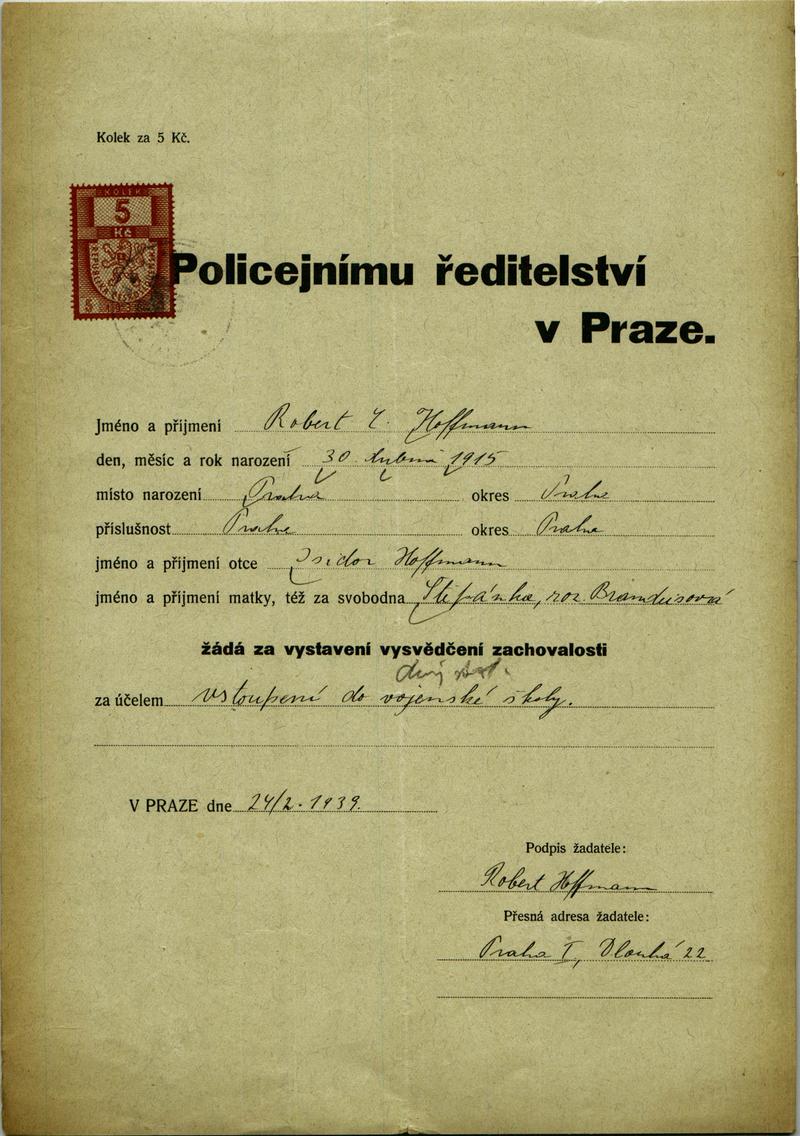 Kolek za 5 Kč.
KOLEK
5
Kč
Policejnímu ředitelství
v Praze.
Jméno a příjmení Robert Hoffmann
den, měsíc a rok narození 30 dubna 1915
místo narození Praha okres Praha
příslušnost Praha okres Praha
jméno a příjmení otce Isidor Hoffmann
jméno a příjmení matky, též za svobodna Štěpánka, roz. Brandeisová
žádá za vystavení vysvědčení zachovalosti
za účelem vstoupení do vojenské školy.
V PRAZE dne 24/2. 1939.
Podpis žadatele:
Robert Hoffmann
Přesná adresa žadatele:
Praha I, Dlouhá 22